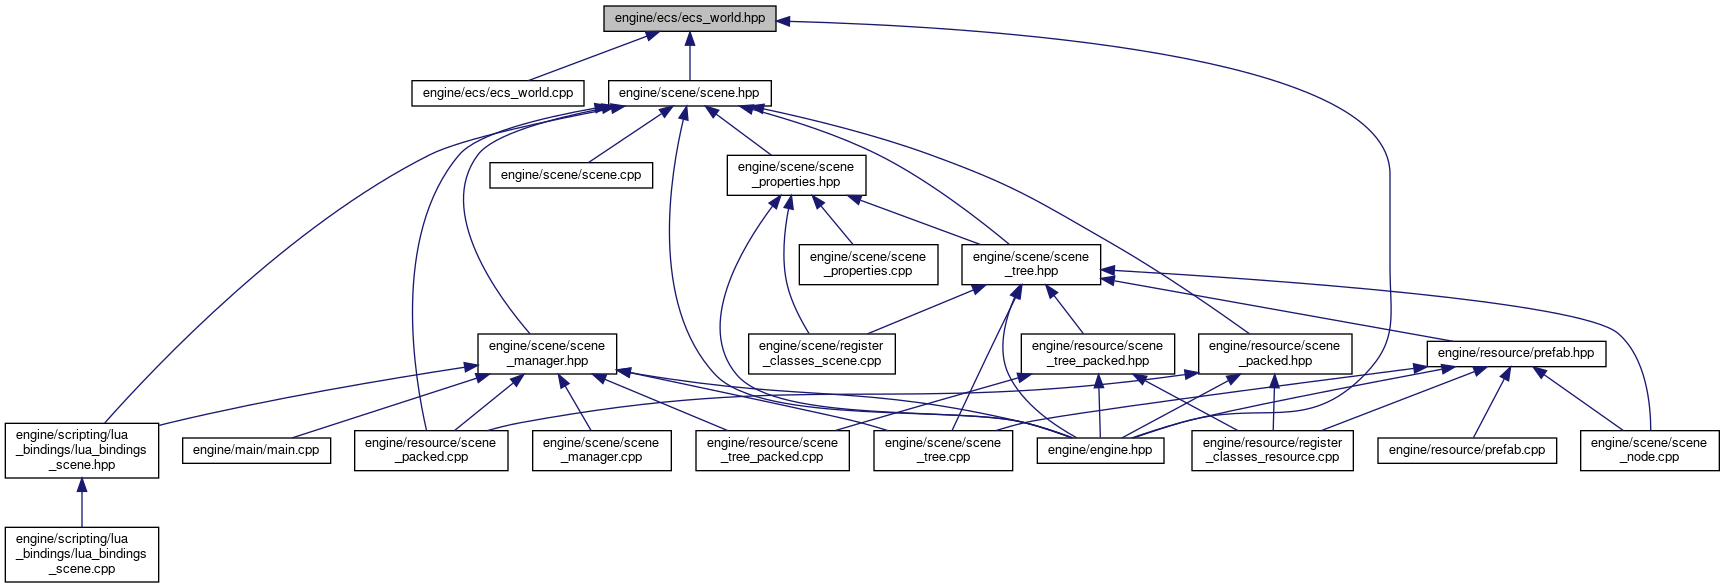 engine/ecs/ecs_world.hpp
engine/ecs/ecs_world.cpp
engine/scene/scene.hpp
engine/scene/scene.cpp
engine/scene/scene
_properties.hpp
engine/scene/scene
_properties.cpp
engine/scene/scene
_tree.hpp
engine/scene/scene
_manager.hpp
engine/scene/register
_classes_scene.cpp
engine/resource/scene
_tree_packed.hpp
engine/resource/scene
_packed.hpp
engine/resource/prefab.hpp
engine/scripting/lua
_bindings/lua_bindings
_scene.hpp
engine/main/main.cpp
engine/resource/scene
_packed.cpp
engine/scene/scene
_manager.cpp
engine/resource/scene
_tree_packed.cpp
engine/scene/scene
_tree.cpp
engine/engine.hpp
engine/resource/register
_classes_resource.cpp
engine/resource/prefab.cpp
engine/scene/scene
_node.cpp
engine/scripting/lua
_bindings/lua_bindings
_scene.cpp